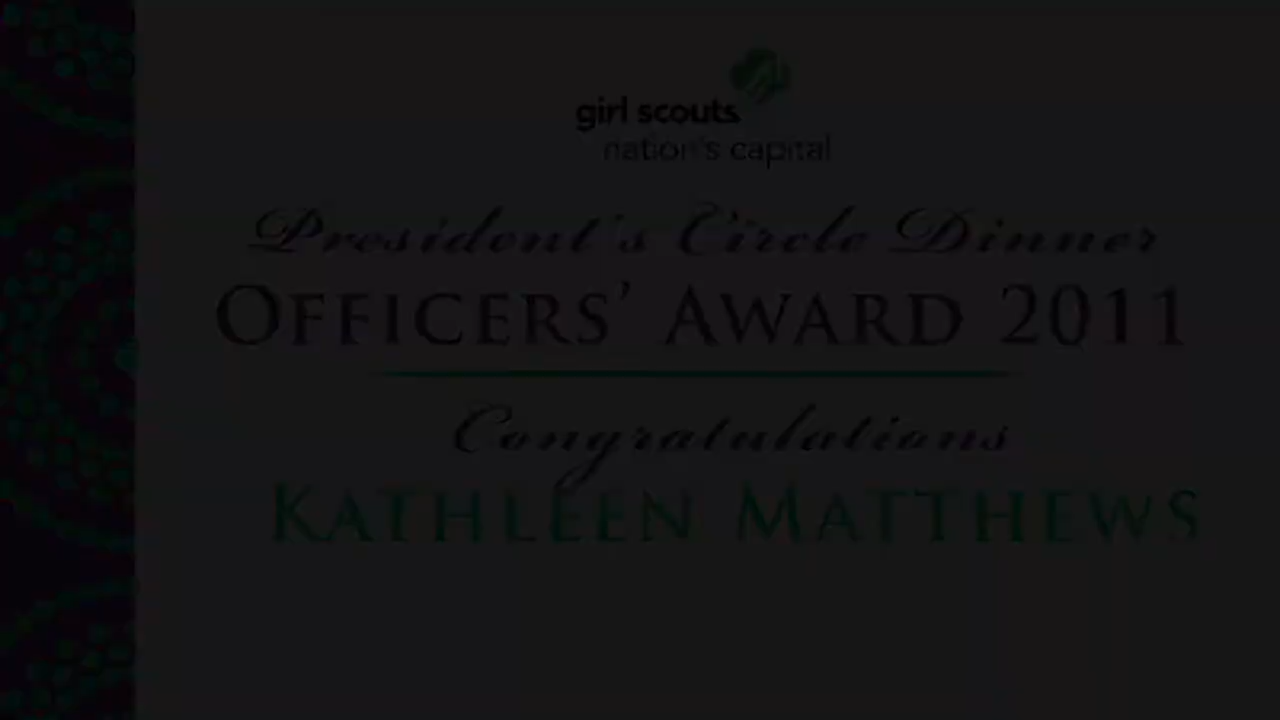 girl scouts
nation's capital
President's Circle Dinner
OFFICERS' AWARD 2011
Congratulations
KATHLEEN MATTHEWS